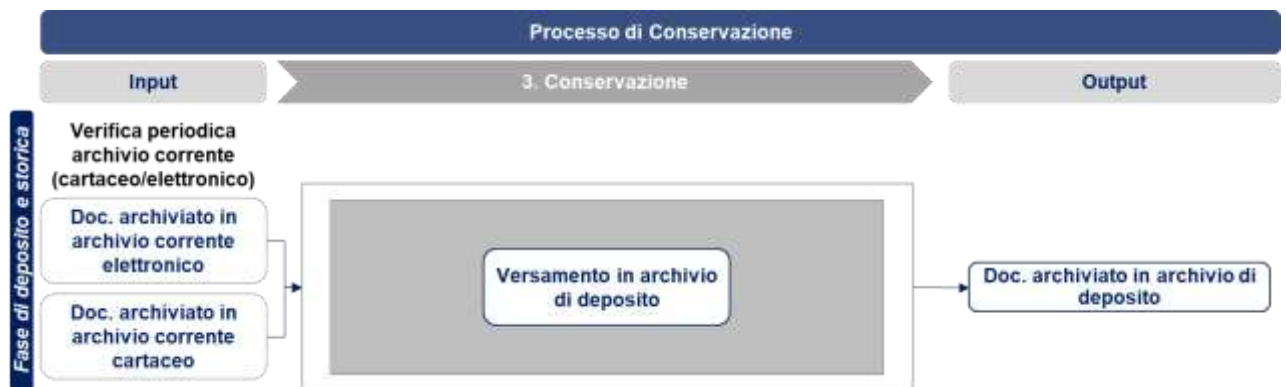 Processo di Conservazione
Input
3. Conservazione
Output
Fase di deposito e storica
Verifica periodica
archivio corrente
(cartaceo/elettronico)
Doc. archiviato in
archivio corrente
elettronico
Doc. archiviato in
archivio corrente
cartaceo
Versamento in archivio
di deposito
Doc. archiviato in archivio di
deposito